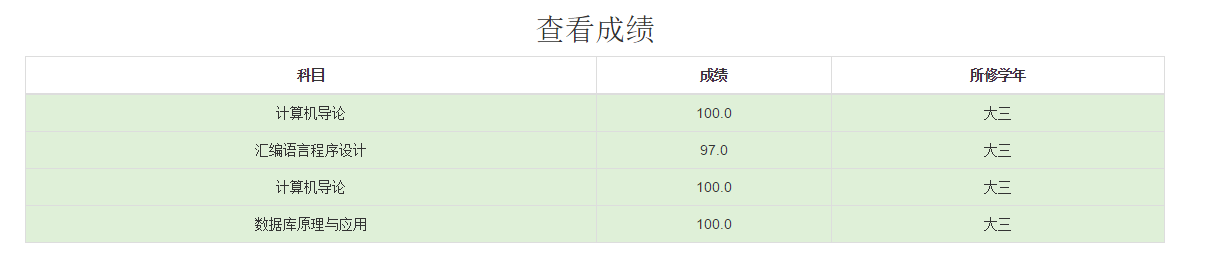 查看成绩
科目 成绩 所修学年
计算机导论 100.0 大三
汇编语言程序设计 97.0 大三
计算机导论 100.0 大三
数据库原理与应用 100.0 大三